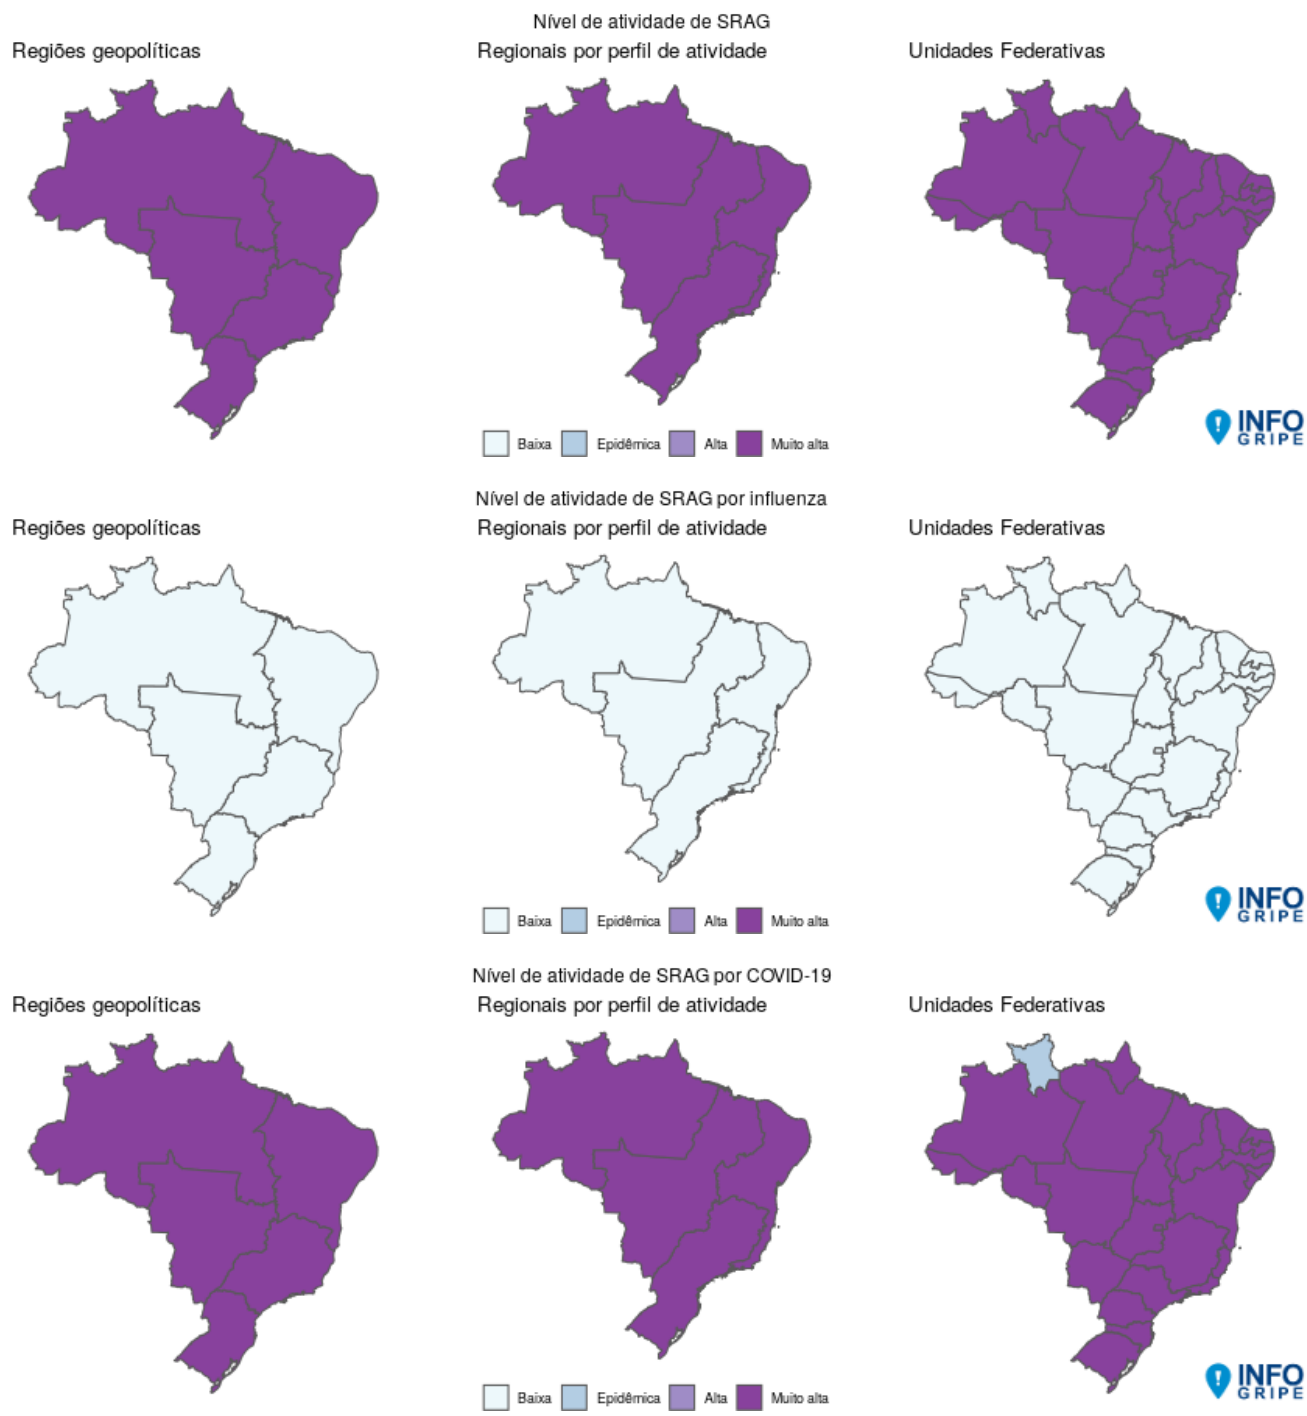 Nível de atividade de SRAG
Regiões geopolíticas
Regionais por perfil de atividade
Unidades Federativas
Baixa
Epidêmica
Alta
Muito alta
INFO
GRIPE
Nível de atividade de SRAG por influenza
Regiões geopolíticas
Regionais por perfil de atividade
Unidades Federativas
Baixa
Epidêmica
Alta
Muito alta
INFO
GRIPE
Nível de atividade de SRAG por COVID-19
Regiões geopolíticas
Regionais por perfil de atividade
Unidades Federativas
Baixa
Epidêmica
Alta
Muito alta
INFO
GRIPE